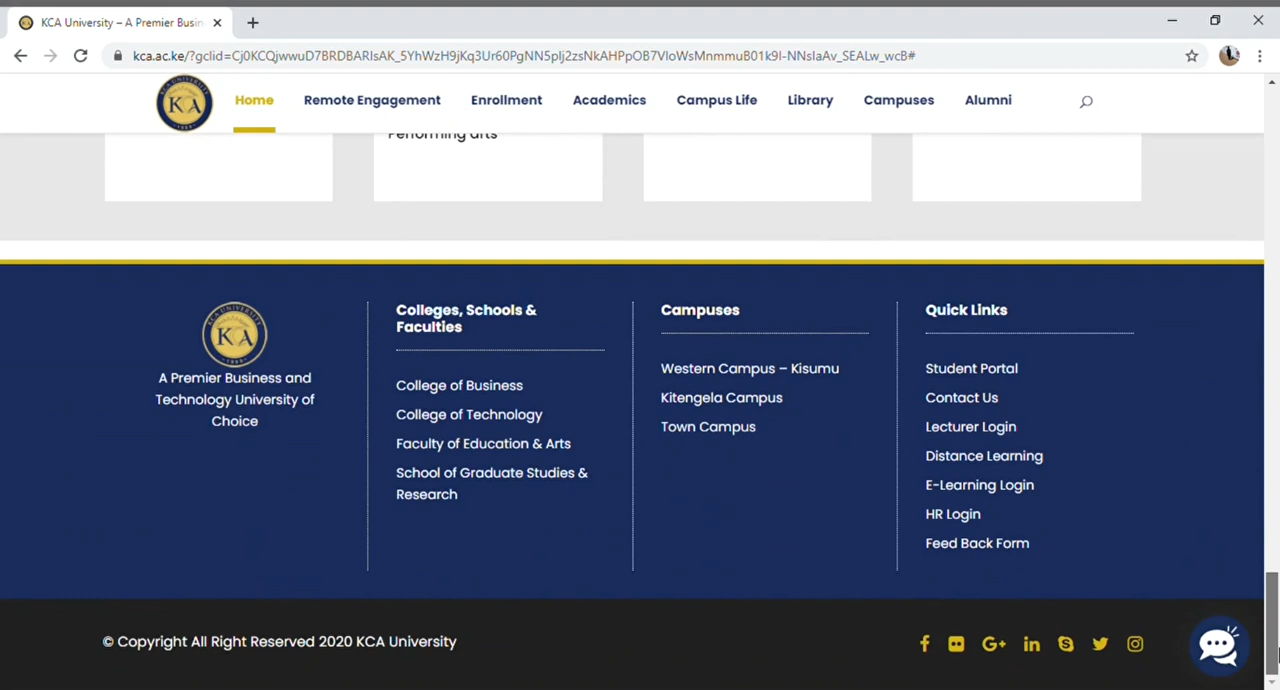 KCA University – A Premier Busin
kca.ac.ke/?gclid=Cj0KCQjwwuD7BRDBARIsAK_5YhWzH9jKq3Ur60PgNN5plj2zsNkAHPpOB7VloWsMnmmuB01k9I-NNsIaAv_SEALw_wcB#
KCA UNIVERSITY
Home
Remote Engagement
Enrollment
Academics
Campus Life
Library
Campuses
Alumni
Performing arts
KCA UNIVERSITY
A Premier Business and
Technology University of
Choice
Colleges, Schools &
Faculties
College of Business
College of Technology
Faculty of Education & Arts
School of Graduate Studies &
Research
Campuses
Western Campus – Kisumu
Kitengela Campus
Town Campus
Quick Links
Student Portal
Contact Us
Lecturer Login
Distance Learning
E-Learning Login
HR Login
Feed Back Form
© Copyright All Right Reserved 2020 KCA University